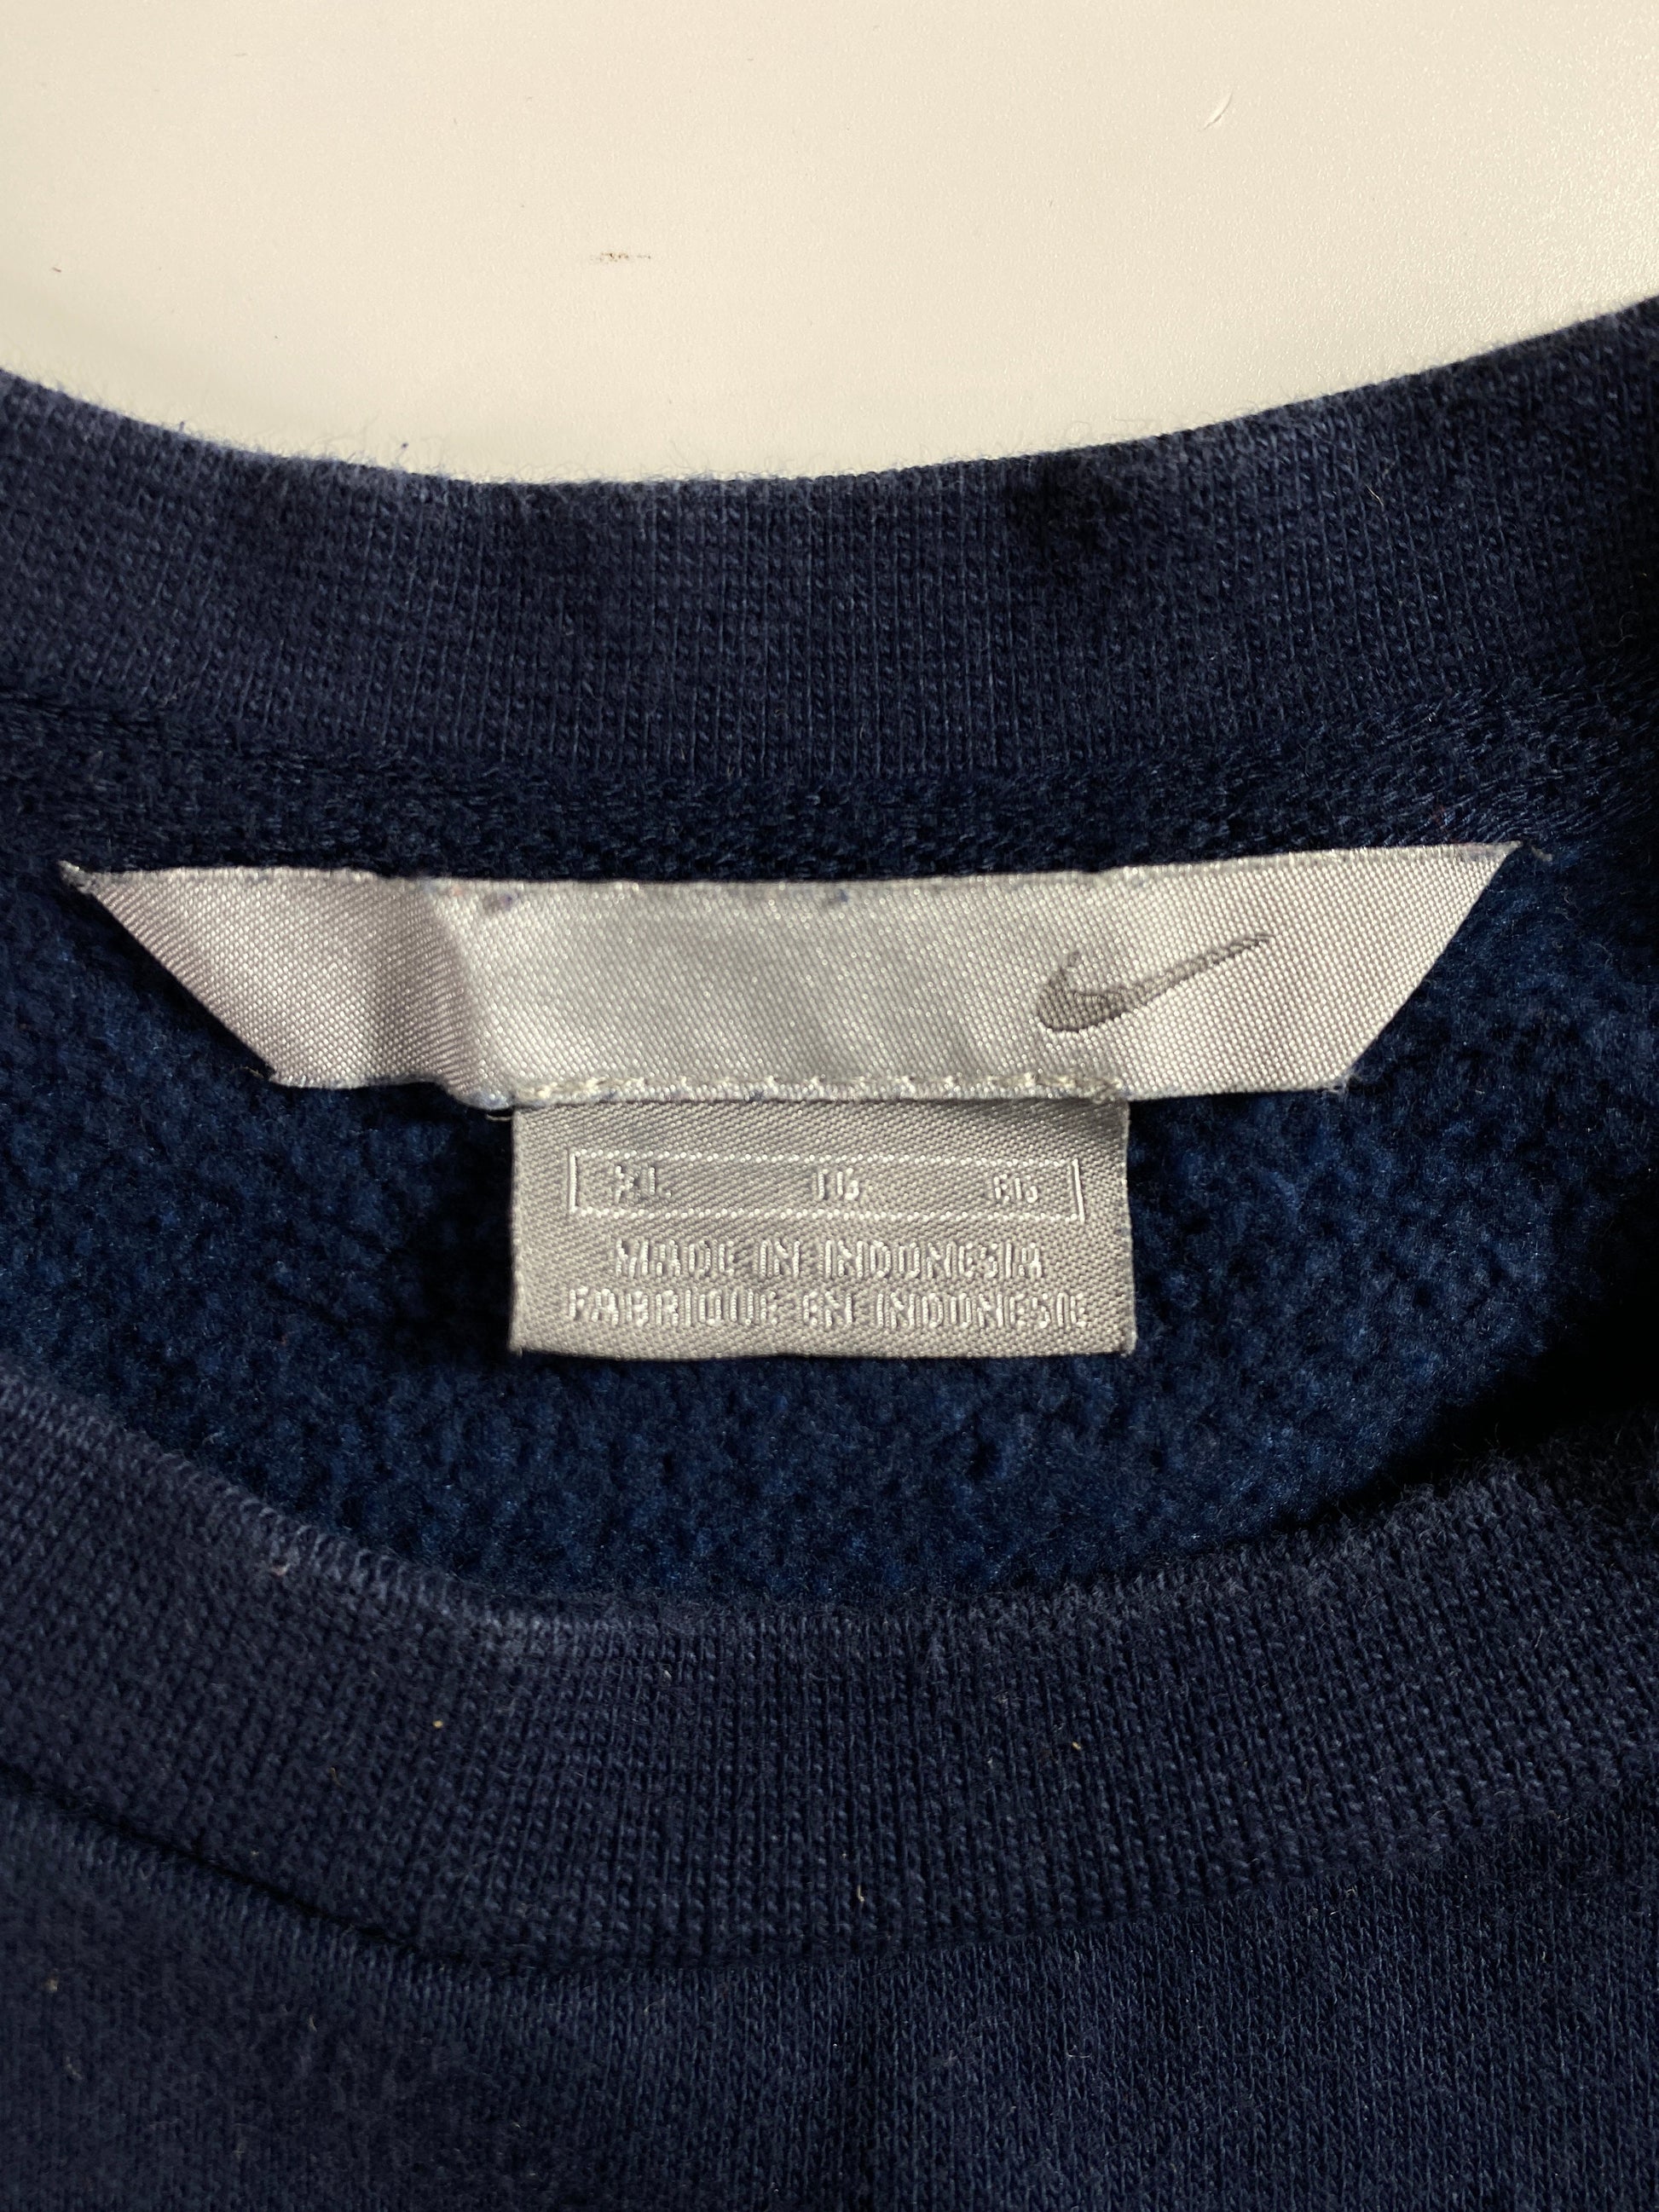 XL TG EG
MADE IN INDONESIA
FABRIQUE EN INDONESIE